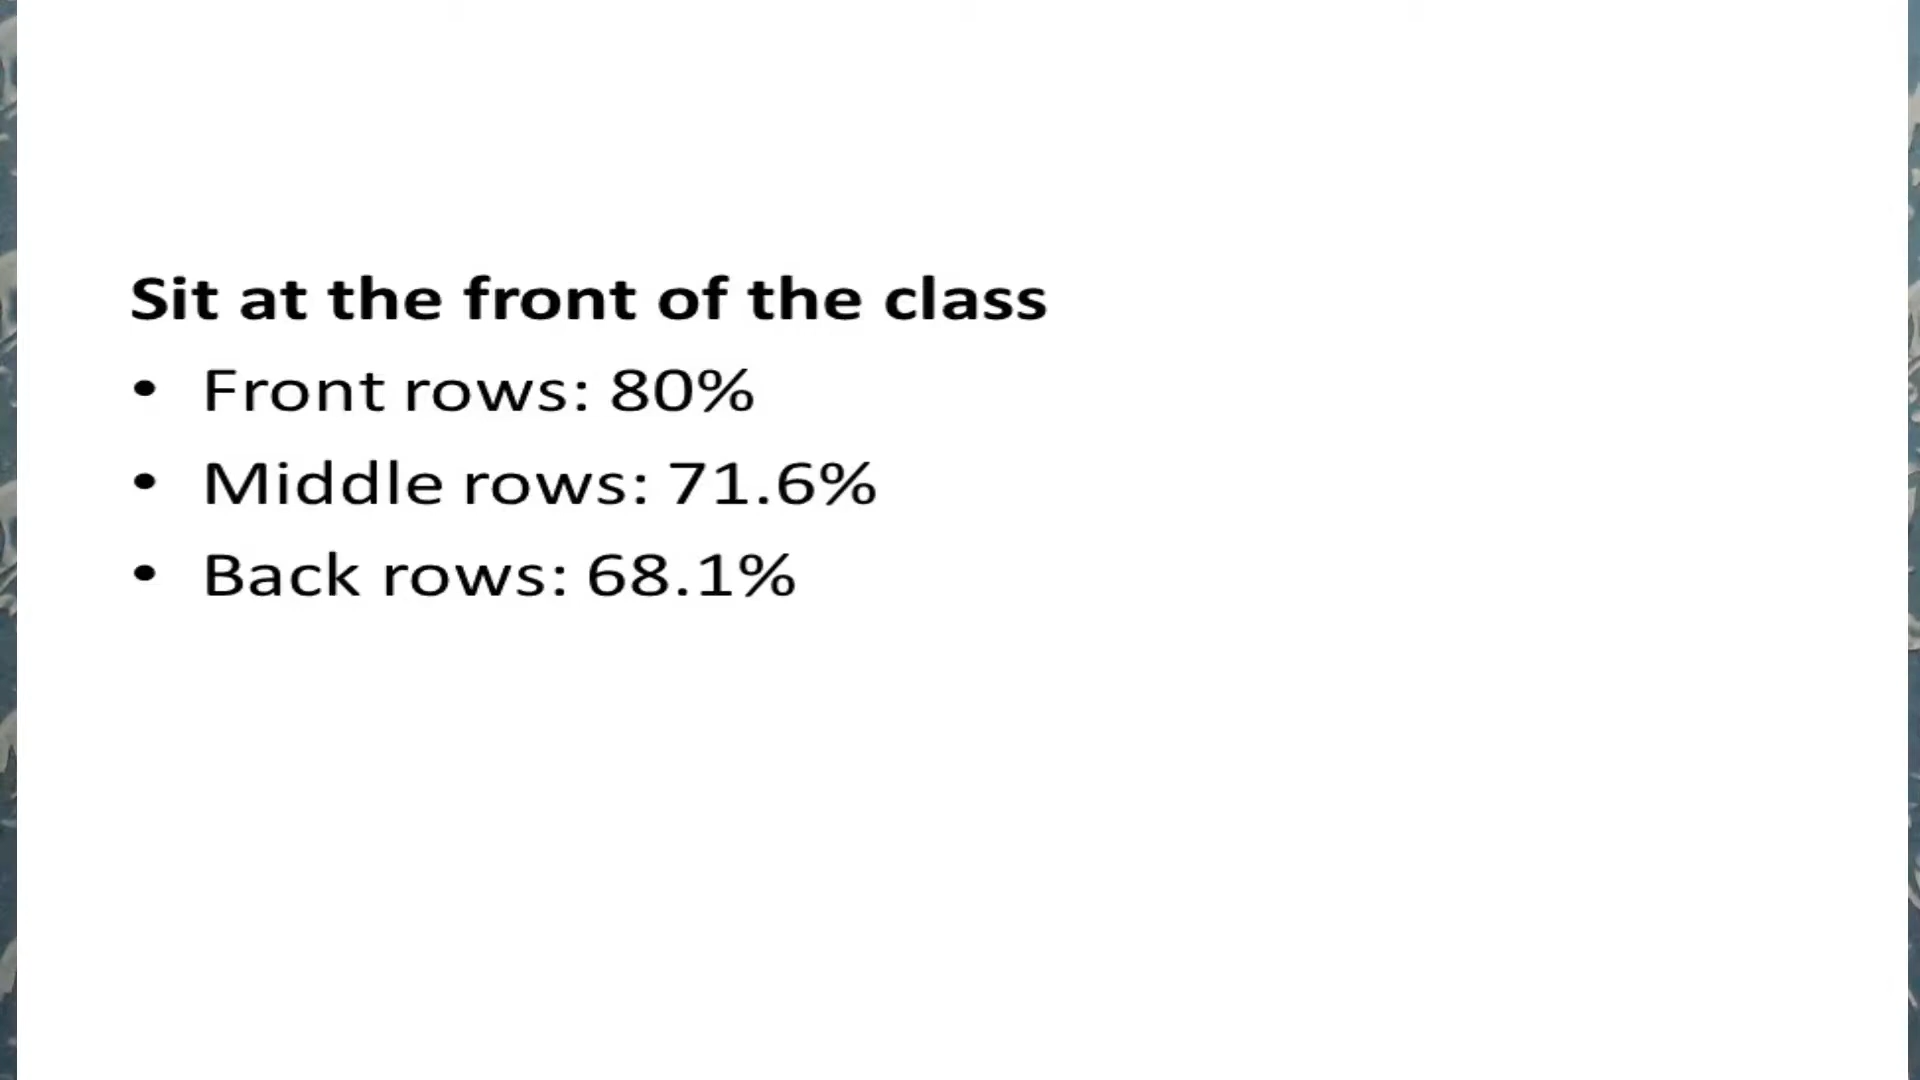 Sit at the front of the class
• Front rows: 80%
• Middle rows: 71.6%
• Back rows: 68.1%